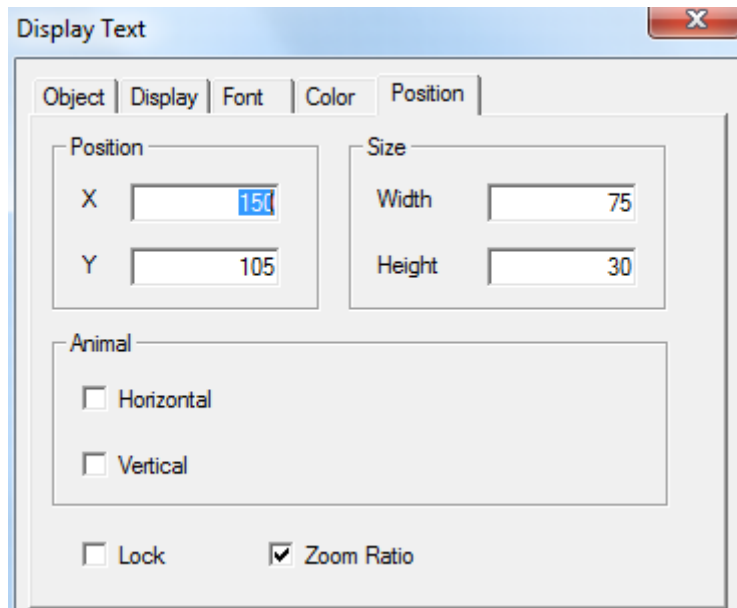 Display Text
Object Display Font Color Position
Position Size
X 150 Width 75
Y 105 Height 30
Animal
Horizontal
Vertical
Lock Zoom Ratio